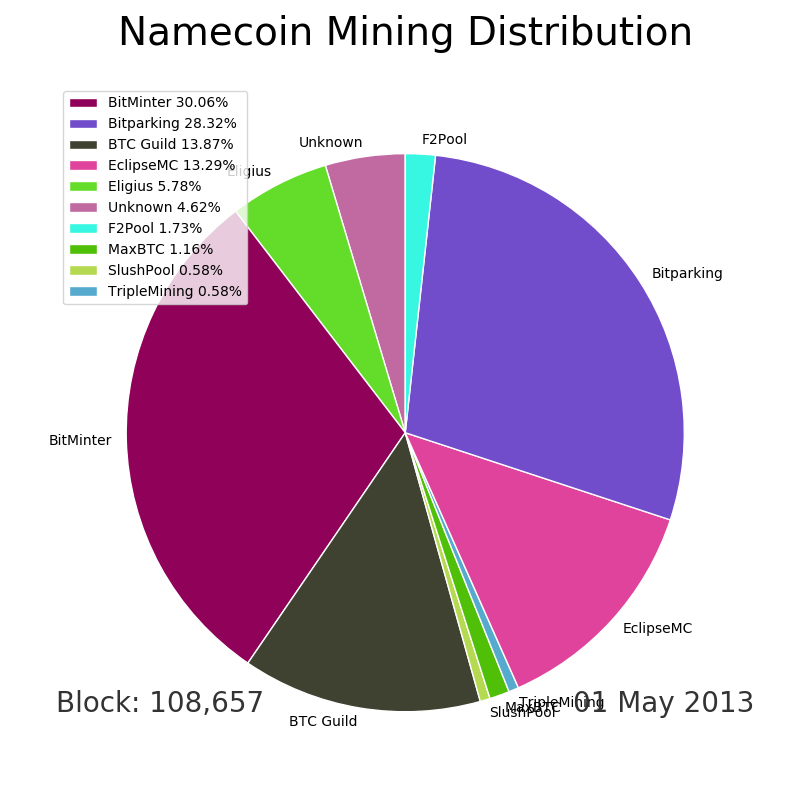 Namecoin Mining Distribution
BitMinter 30.06%
Bitparking 28.32%
BTC Guild 13.87%
EclipseMC 13.29%
Eligius 5.78%
Unknown 4.62%
F2Pool 1.73%
MaxBTC 1.16%
SlushPool 0.58%
TripleMining 0.58%
F2Pool
Unknown
Eligius
Bitparking
BitMinter
EclipseMC
BTC Guild
SlushPool
MaxBTC
TripleMining
Block: 108,657
01 May 2013